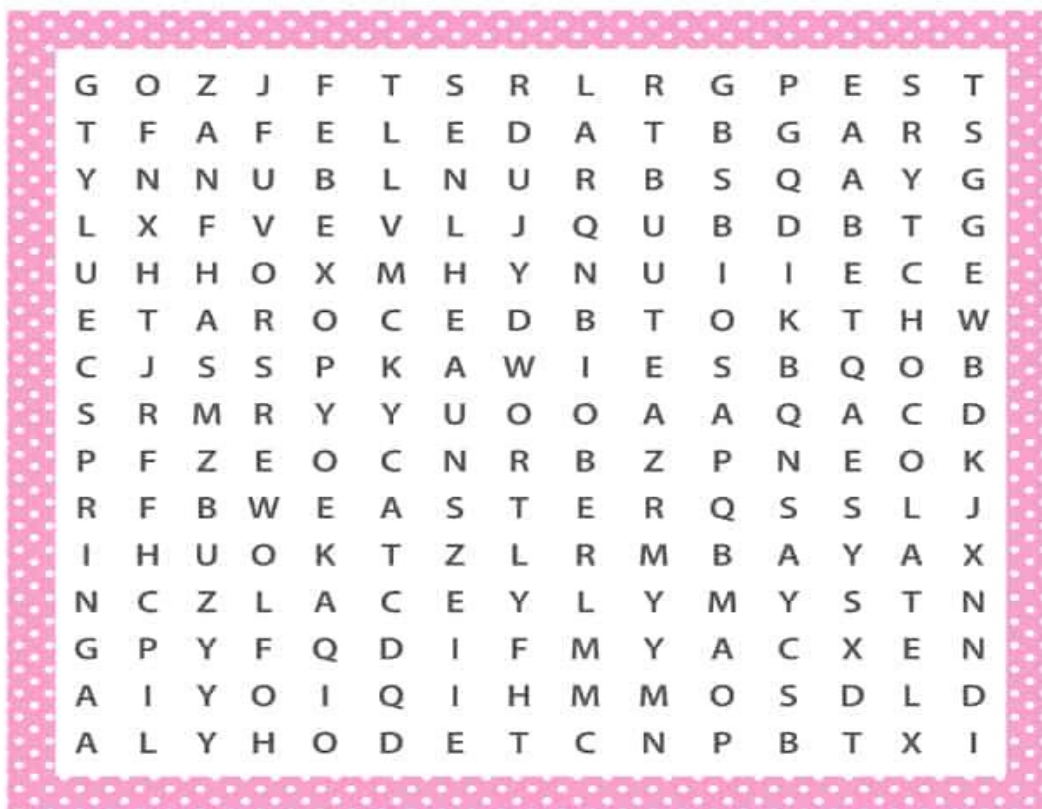 G O Z J F T S R L R G P E S T
T F A F E L E D A T B G A R S
Y N N U B L N U R B S Q A Y G
L X F V E V L J Q U B D B T G
U H H O X M H Y N U I I E C E
E T A R O C E D B T O K T H W
C J S S P K A W I E S B Q O B
S R M R Y Y U O O A A Q A C D
P F Z E O C N R B Z P N E O K
R F B W E A S T E R Q S S L J
I H U O K T Z L R M B A Y A X
N C Z L A C E Y L Y M Y S T N
G P Y F Q D I F M Y A C X E N
A I Y O I Q I H M M O S D L D
A L Y H O D E T C N P B T X I